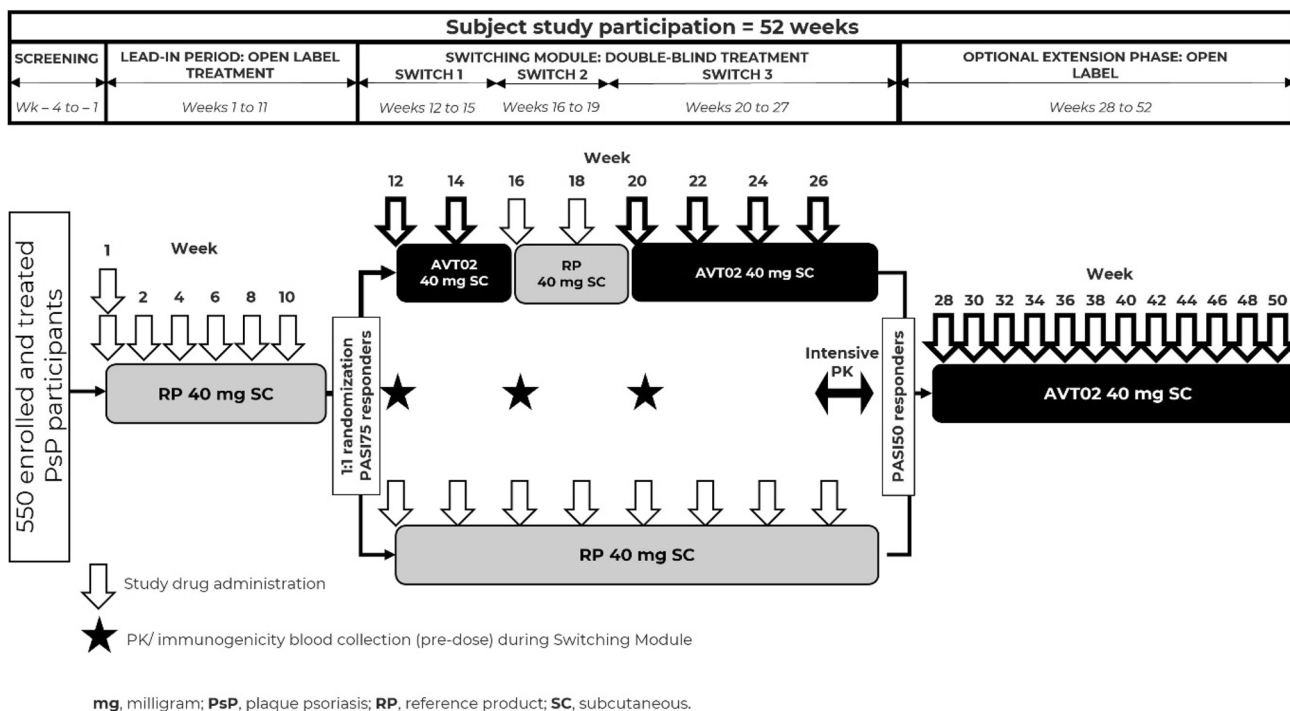 Subject study participation = 52 weeks
SCREENING
Wk – 4 to – 1
LEAD-IN PERIOD: OPEN LABEL
TREATMENT
Weeks 1 to 11
SWITCHING MODULE: DOUBLE-BLIND TREATMENT
SWITCH 1
SWITCH 2
SWITCH 3
Weeks 12 to 15
Weeks 16 to 19
Weeks 20 to 27
OPTIONAL EXTENSION PHASE: OPEN
LABEL
Weeks 28 to 52
550 enrolled and treated
PsP participants
1
Week
2 4 6 8 10
RP 40 mg SC
1:1 randomization
PASI75 responders
Week
12 14 16 18 20 22 24 26
AVT02
40 mg SC
RP
40 mg SC
AVT02 40 mg SC
Intensive
PK
RP 40 mg SC
PASI50 responders
Week
28 30 32 34 36 38 40 42 44 46 48 50
AVT02 40 mg SC
Study drug administration
PK/ immunogenicity blood collection (pre-dose) during Switching Module
mg, milligram; PsP, plaque psoriasis; RP, reference product; SC, subcutaneous.